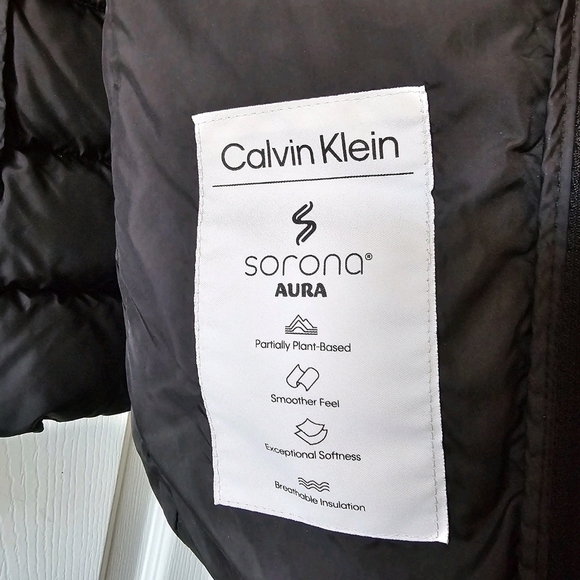 Calvin Klein
sorona®
AURA
Partially Plant-Based
Smoother Feel
Exceptional Softness
Breathable Insulation